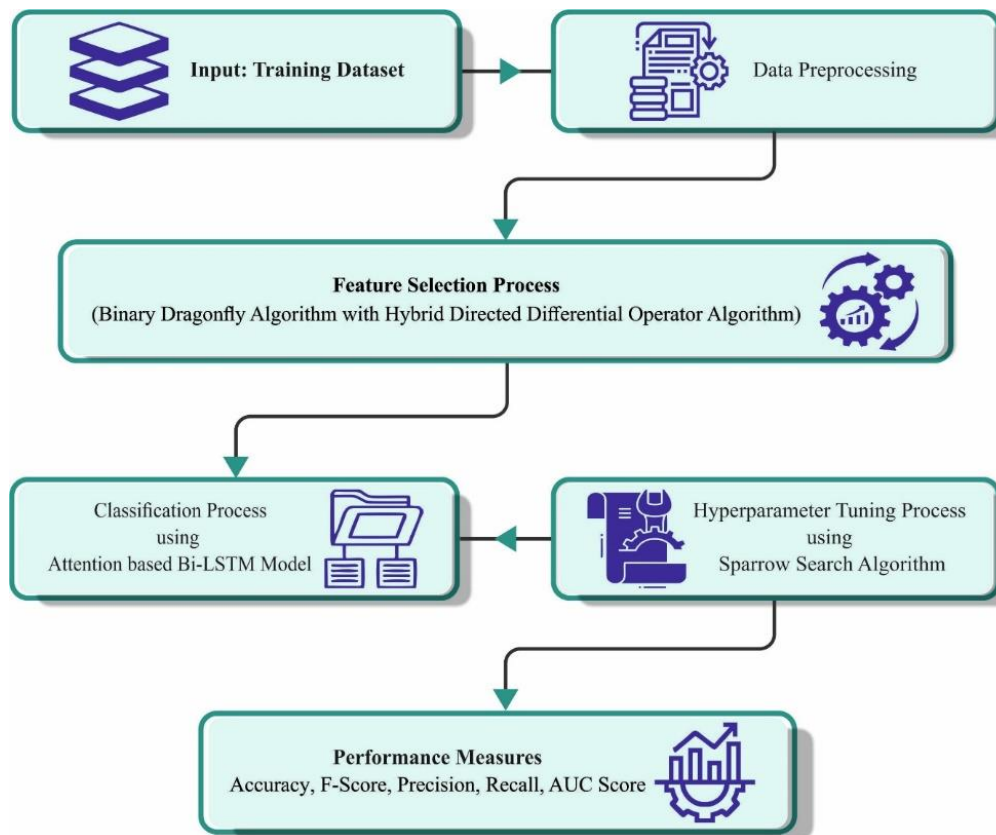 Input: Training Dataset
Data Preprocessing
Feature Selection Process
(Binary Dragonfly Algorithm with Hybrid Directed Differential Operator Algorithm)
Classification Process
using
Attention based Bi-LSTM Model
Hyperparameter Tuning Process
using
Sparrow Search Algorithm
Performance Measures
Accuracy, F-Score, Precision, Recall, AUC Score